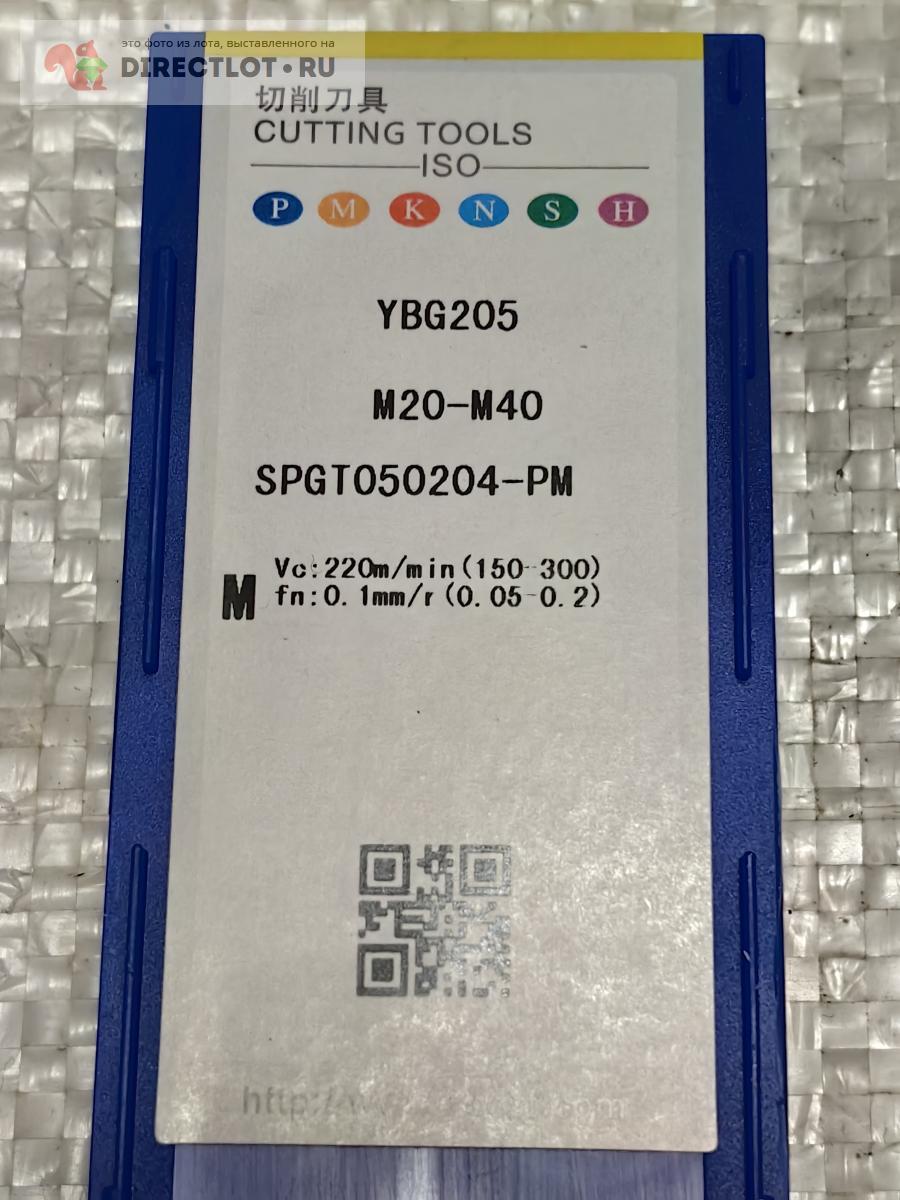 это фото из лота, выставленного на
DIRECTLOT.RU
切削刀具
CUTTING TOOLS
ISO
P M K N S H
YBG205
M20-M40
SPGT050204-PM
M
Vc:220m/min(150-300)
fn:0.1mm/r(0.05-0.2)